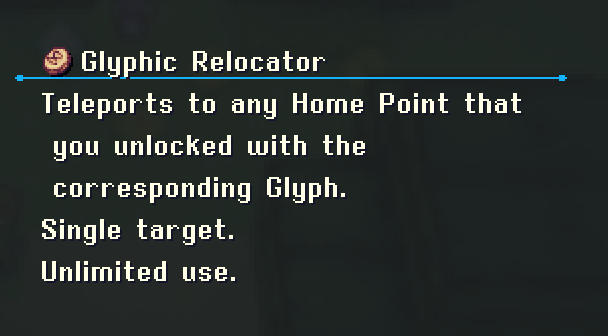 Glyphic Relocator
Teleports to any Home Point that
you unlocked with the
corresponding Glyph.
Single target.
Unlimited use.